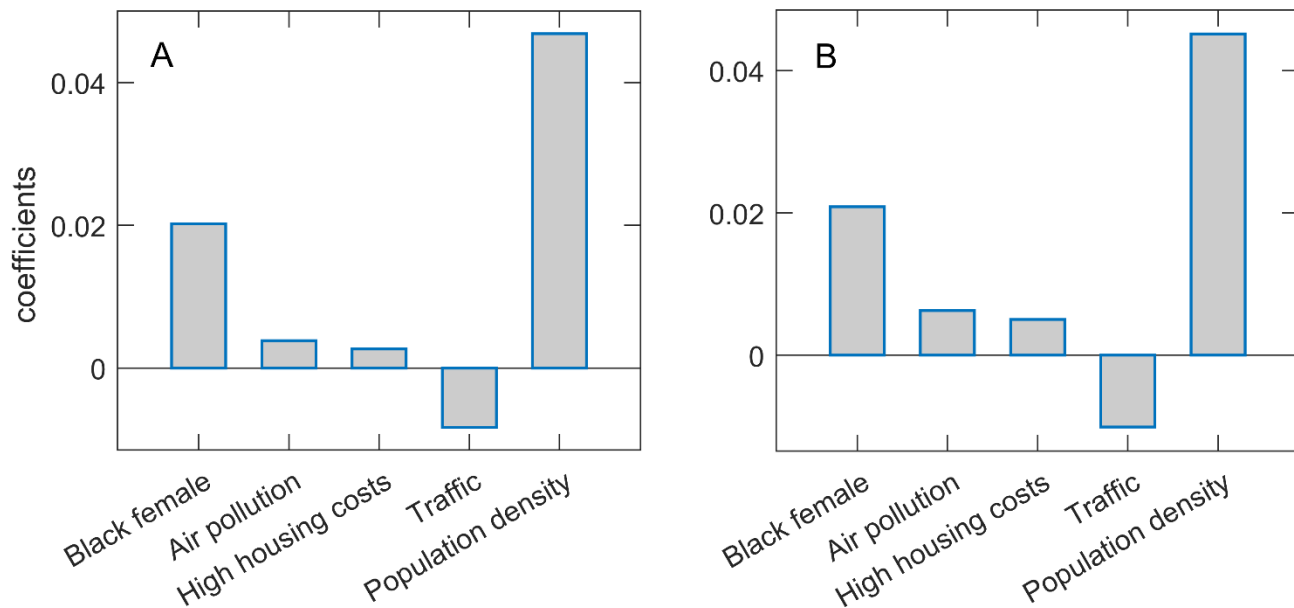 A
coefficients
0.04
0.02
0
Black female
Air pollution
High housing costs
Traffic
Population density
B
0.04
0.02
0
Black female
Air pollution
High housing costs
Traffic
Population density